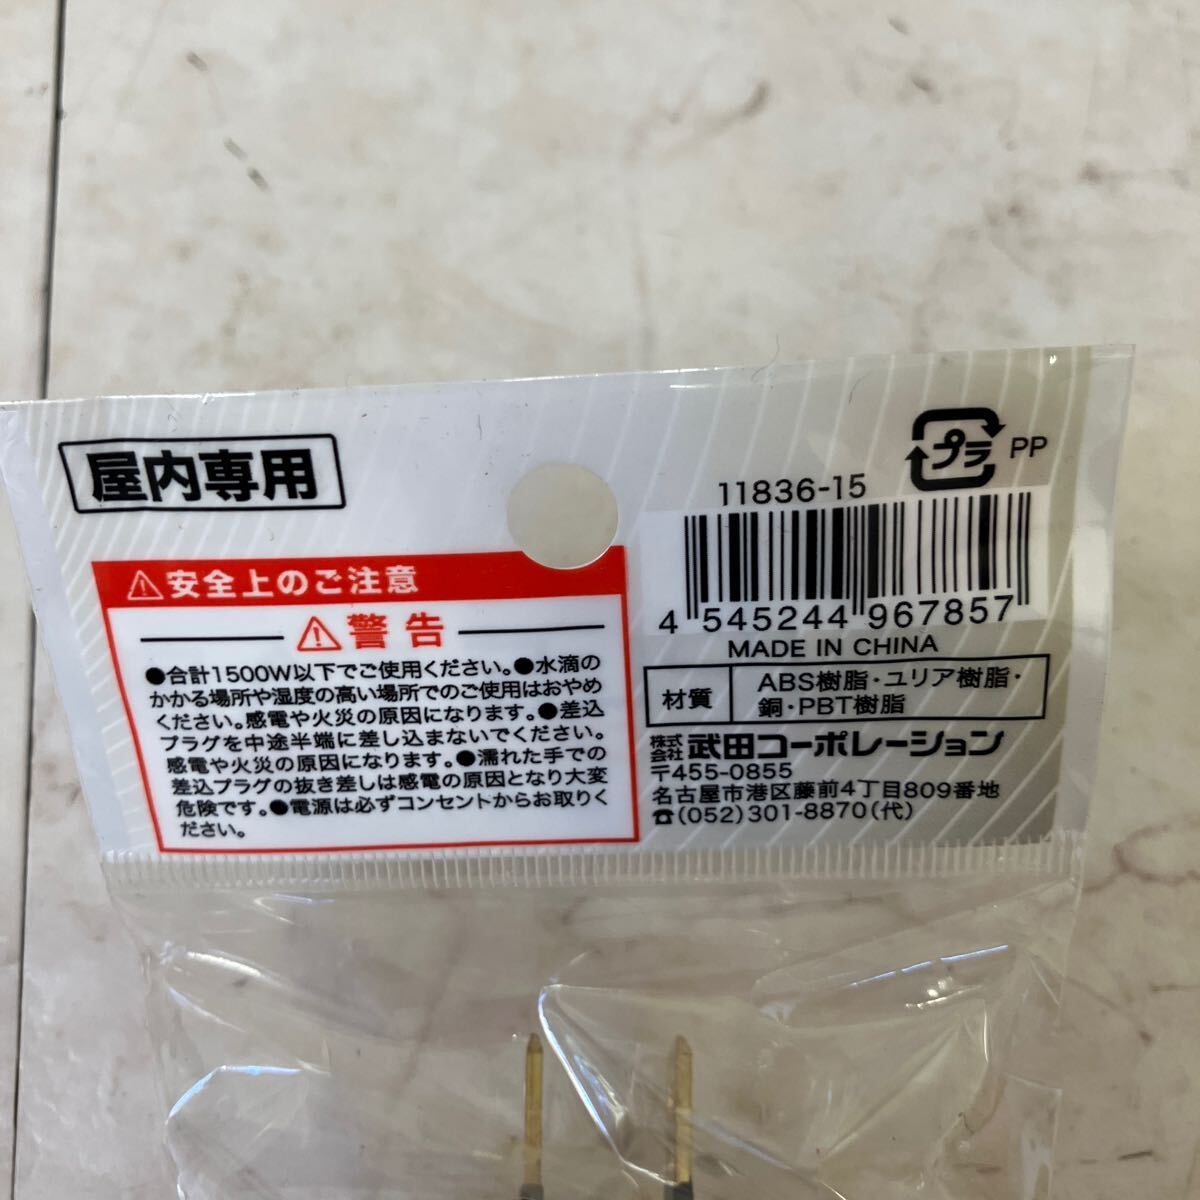 屋内専用
⚠安全上のご注意
⚠警告
●合計1500W以下でご使用ください。●水滴の
かかる場所や湿度の高い場所でのご使用はおやめ
ください。感電や火災の原因になります。●差込
プラグを中途半端に差し込まないでください。
感電や火災の原因になります。●濡れた手での
差込プラグの抜き差しは感電の原因となり大変
危険です。●電源は必ずコンセントからお取りく
ださい。
プラ PP
11836-15
4 545244 967857
MADE IN CHINA
材質 ABS樹脂・ユリア樹脂・
銅・PBT樹脂
株式会社 武田コーポレーション
〒455-0855
名古屋市港区藤前4丁目809番地
☎(052)301-8870(代)